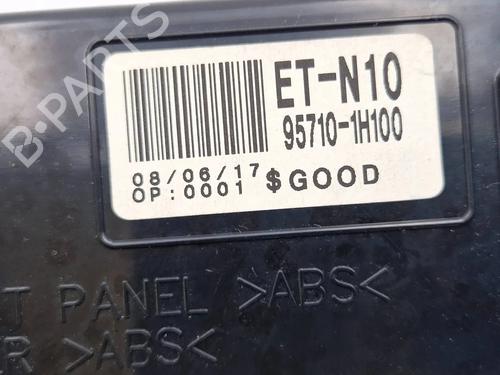 B-PARTS
ET-N10
95710-1H100
08/06/17
OP:0001 $GOOD
T PANEL >ABS<
R >ABS<